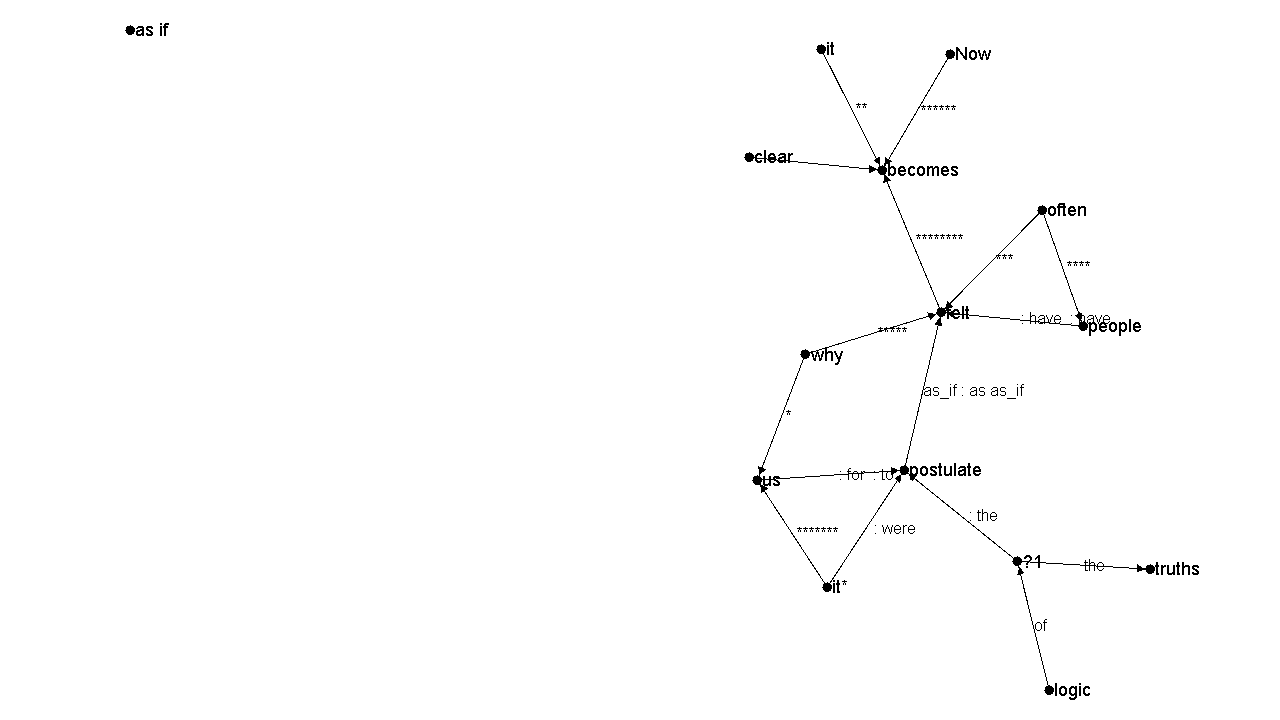 as if
it
Now
**
******
clear
becomes
often
********
***
****
felt
: have : have
people
*****
why
as_if : as as_if
*
us
: for : to
postulate
*******
: were
: the
?1
the
truths
it*
of
logic